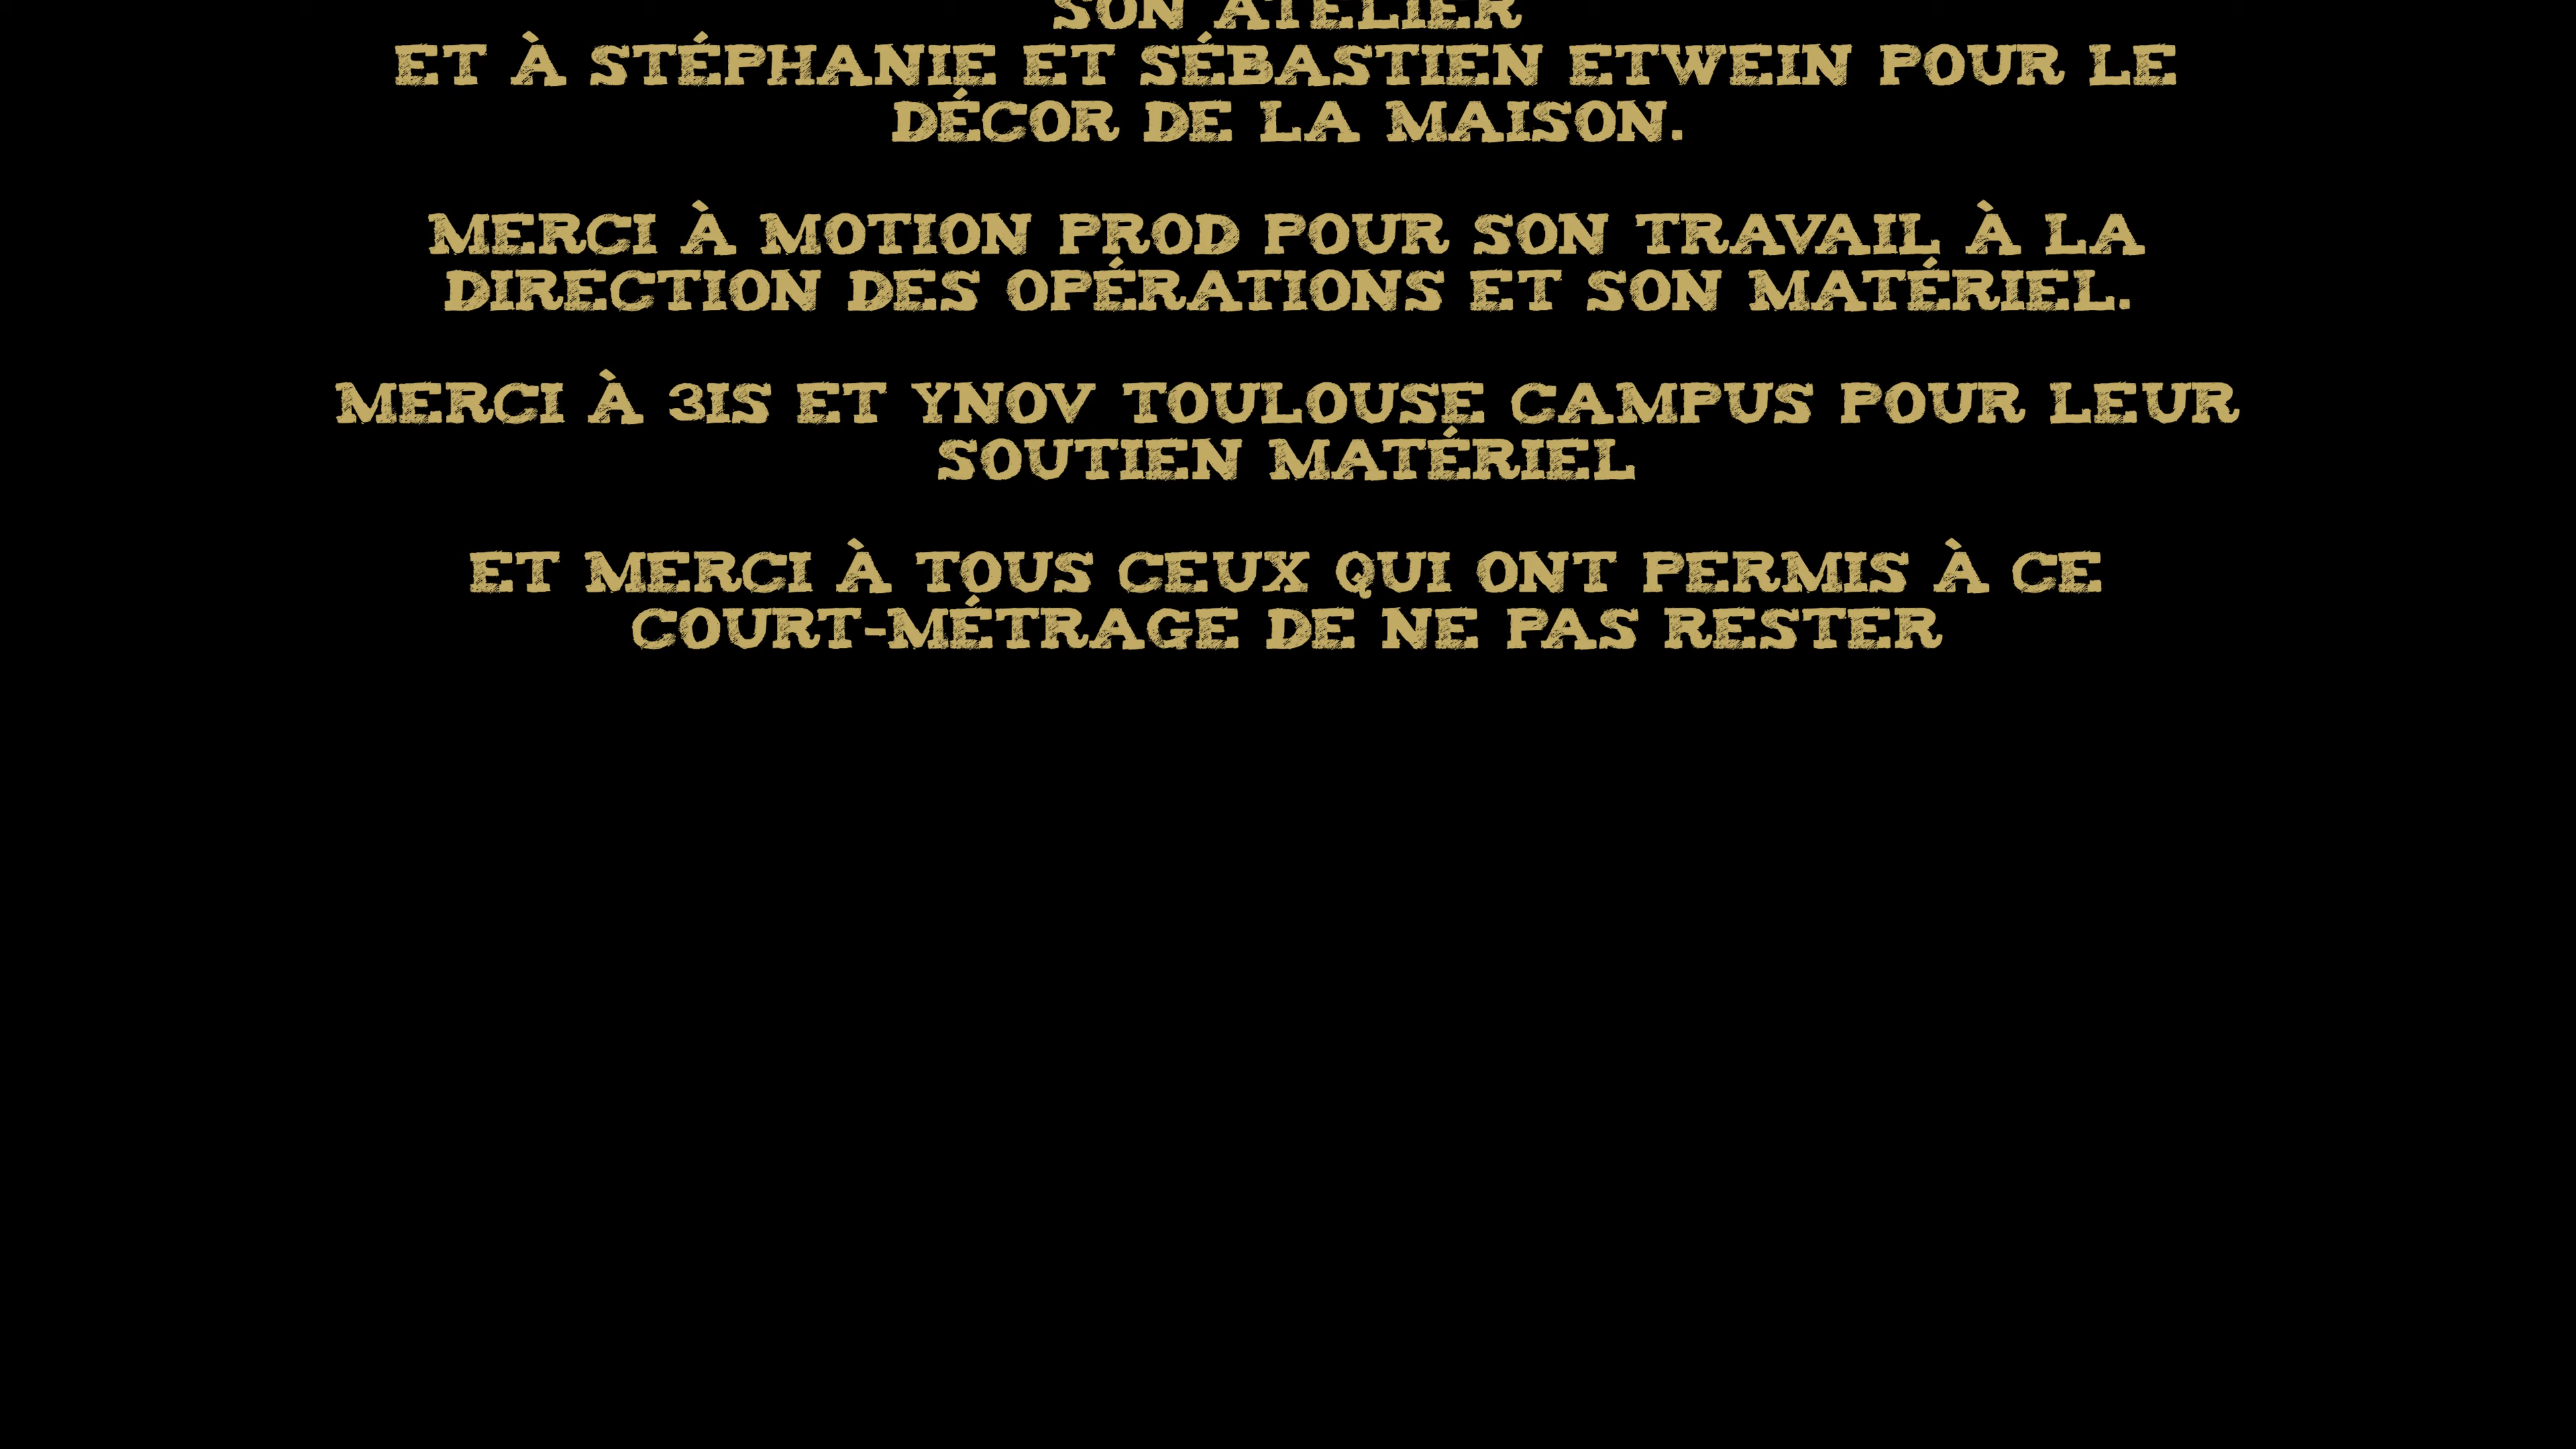 SON ATELIER
ET À STÉPHANIE ET SÉBASTIEN ETWEIN POUR LE
DÉCOR DE LA MAISON.
MERCI À MOTION PROD POUR SON TRAVAIL À LA
DIRECTION DES OPÉRATIONS ET SON MATÉRIEL.
MERCI À 3IS ET YNOV TOULOUSE CAMPUS POUR LEUR
SOUTIEN MATÉRIEL
ET MERCI À TOUS CEUX QUI ONT PERMIS À CE
COURT-MÉTRAGE DE NE PAS RESTER